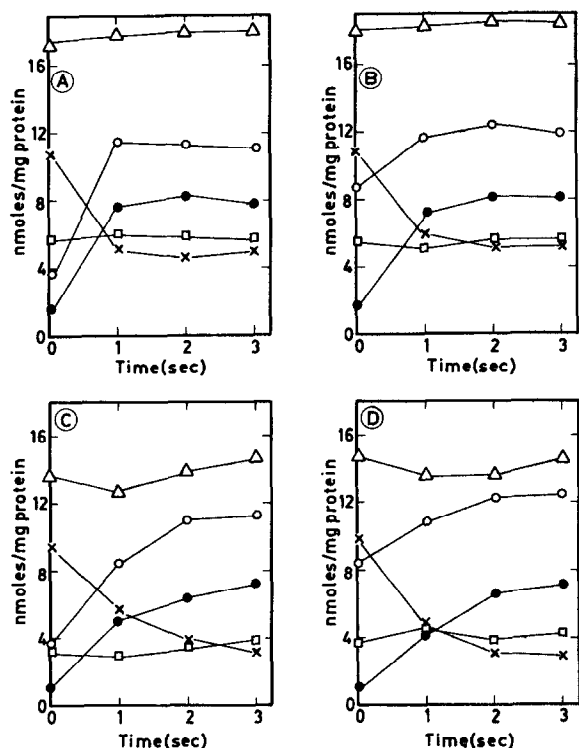 A
nmoles/mg protein
16
12
8
4
0
0 1 2 3
Time(sec)
B
nmoles/mg protein
16
12
8
4
0
0 1 2 3
Time(sec)
C
nmoles/mg protein
16
12
8
4
0
0 1 2 3
Time(sec)
D
nmoles/mg protein
16
12
8
4
0
0 1 2 3
Time(sec)